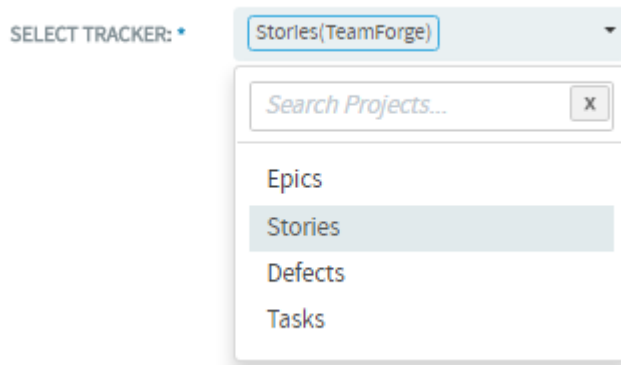 SELECT TRACKER: *
Stories(TeamForge)
Search Projects...
X
Epics
Stories
Defects
Tasks